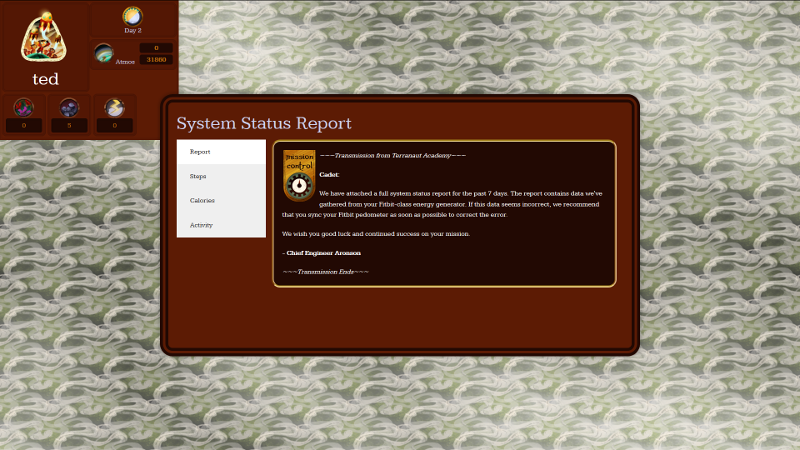 Day 2
Atmos
0
31860
ted
0
5
0
System Status Report
Report
Steps
Calories
Activity
mission
control
~~~Transmission from Terranaut Academy~~~
Cadet:
We have attached a full system status report for the past 7 days. The report contains data we've
gathered from your Fitbit-class energy generator. If this data seems incorrect, we recommend
that you sync your Fitbit pedometer as soon as possible to correct the error.
We wish you good luck and continued success on your mission.
- Chief Engineer Aronson
~~~Transmission Ends~~~